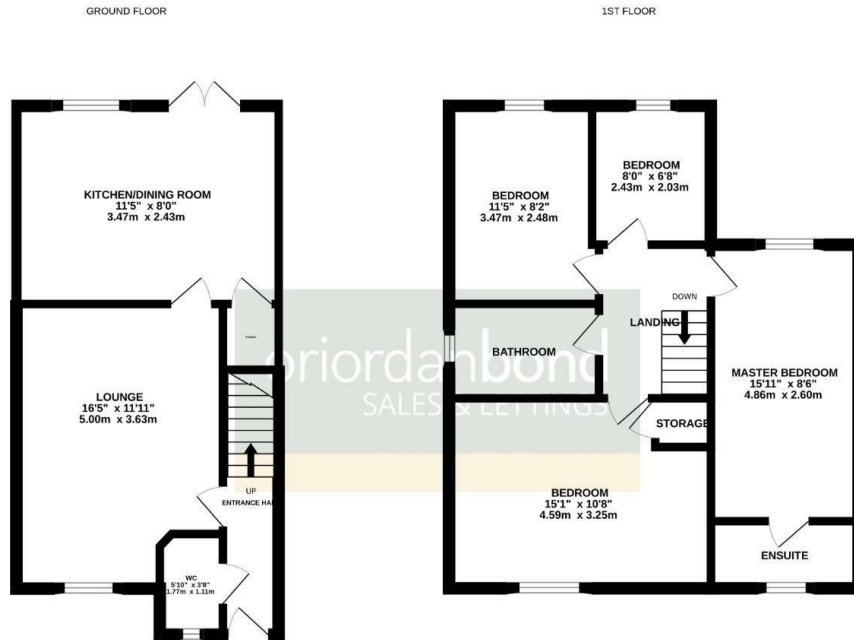 GROUND FLOOR
1ST FLOOR
KITCHEN/DINING ROOM
11'5" x 8'0"
3.47m x 2.43m
LOUNGE
16'5" x 11'11"
5.00m x 3.63m
UP
ENTRANCE HA
WC
5'10" x 3'8"
1.77m x 1.11m
BEDROOM
11'5" x 8'2"
3.47m x 2.48m
BEDROOM
8'0" x 6'8"
2.43m x 2.03m
DOWN
LANDING
BATHROOM
MASTER BEDROOM
15'11" x 8'6"
4.86m x 2.60m
STORAGE
BEDROOM
15'1" x 10'8"
4.59m x 3.25m
ENSUITE
oriordanbond
SALES & LETTINGS